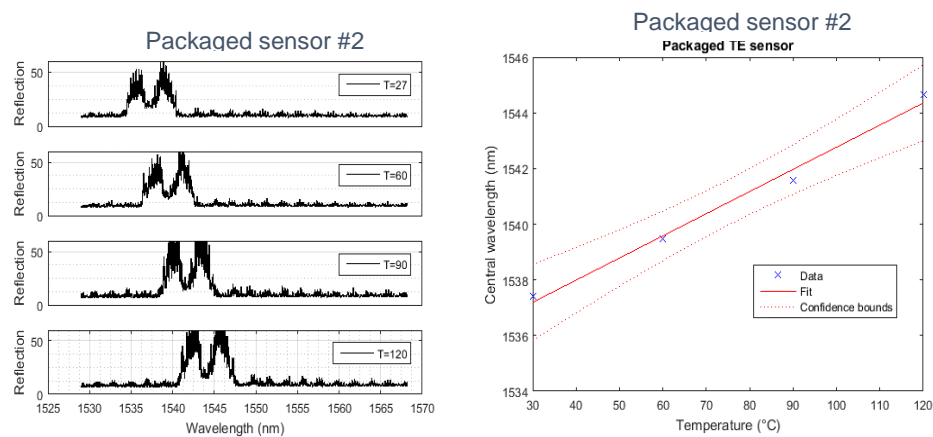 Packaged sensor #2
50
0
Reflection
T=27
50
0
Reflection
T=60
50
0
Reflection
T=90
50
0
Reflection
T=120
1525 1530 1535 1540 1545 1550 1555 1560 1565 1570
Wavelength (nm)
Packaged sensor #2
Packaged TE sensor
1546
1544
1542
1540
1538
1536
1534
Central wavelength (nm)
Data
Fit
Confidence bounds
30 40 50 60 70 80 90 100 110 120
Temperature (°C)